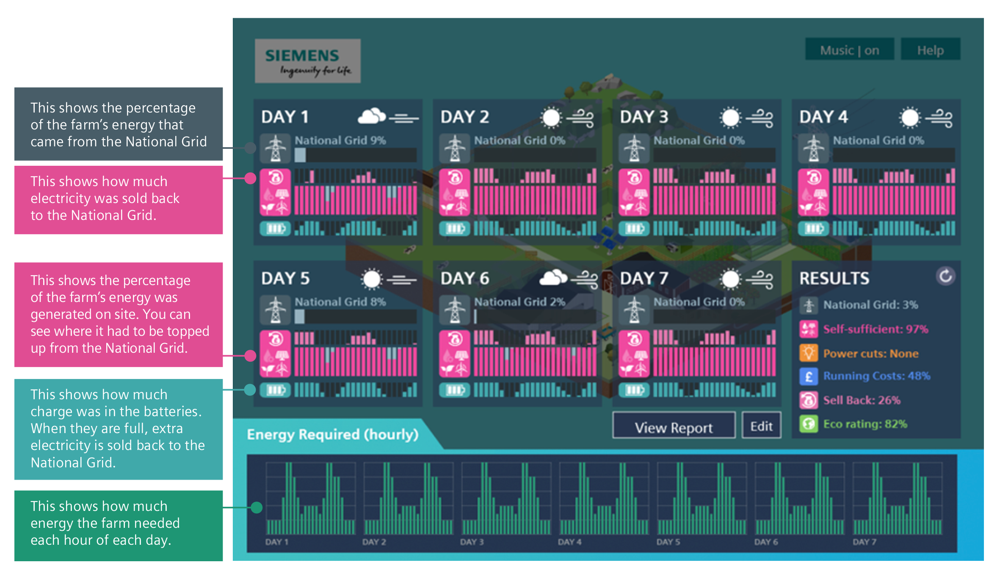 SIEMENS
Ingenuity for life
Music | on
Help
This shows the percentage
of the farm's energy that
came from the National Grid
This shows how much
electricity was sold back
to the National Grid.
This shows the percentage
of the farm's energy was
generated on site. You can
see where it had to be topped
up from the National Grid.
This shows how much
charge was in the batteries.
When they are full, extra
electricity is sold back to the
National Grid.
This shows how much
energy the farm needed
each hour of each day.
DAY 1
National Grid 9%
DAY 2
National Grid 0%
DAY 3
National Grid 0%
DAY 4
National Grid 0%
DAY 5
National Grid 8%
DAY 6
National Grid 2%
DAY 7
National Grid 0%
RESULTS
National Grid: 3%
Self-sufficient: 97%
Power cuts: None
£
Running Costs: 48%
Sell Back: 26%
Eco rating: 82%
View Report
Edit
Energy Required (hourly)
DAY 1
DAY 2
DAY 3
DAY 4
DAY 5
DAY 6
DAY 7